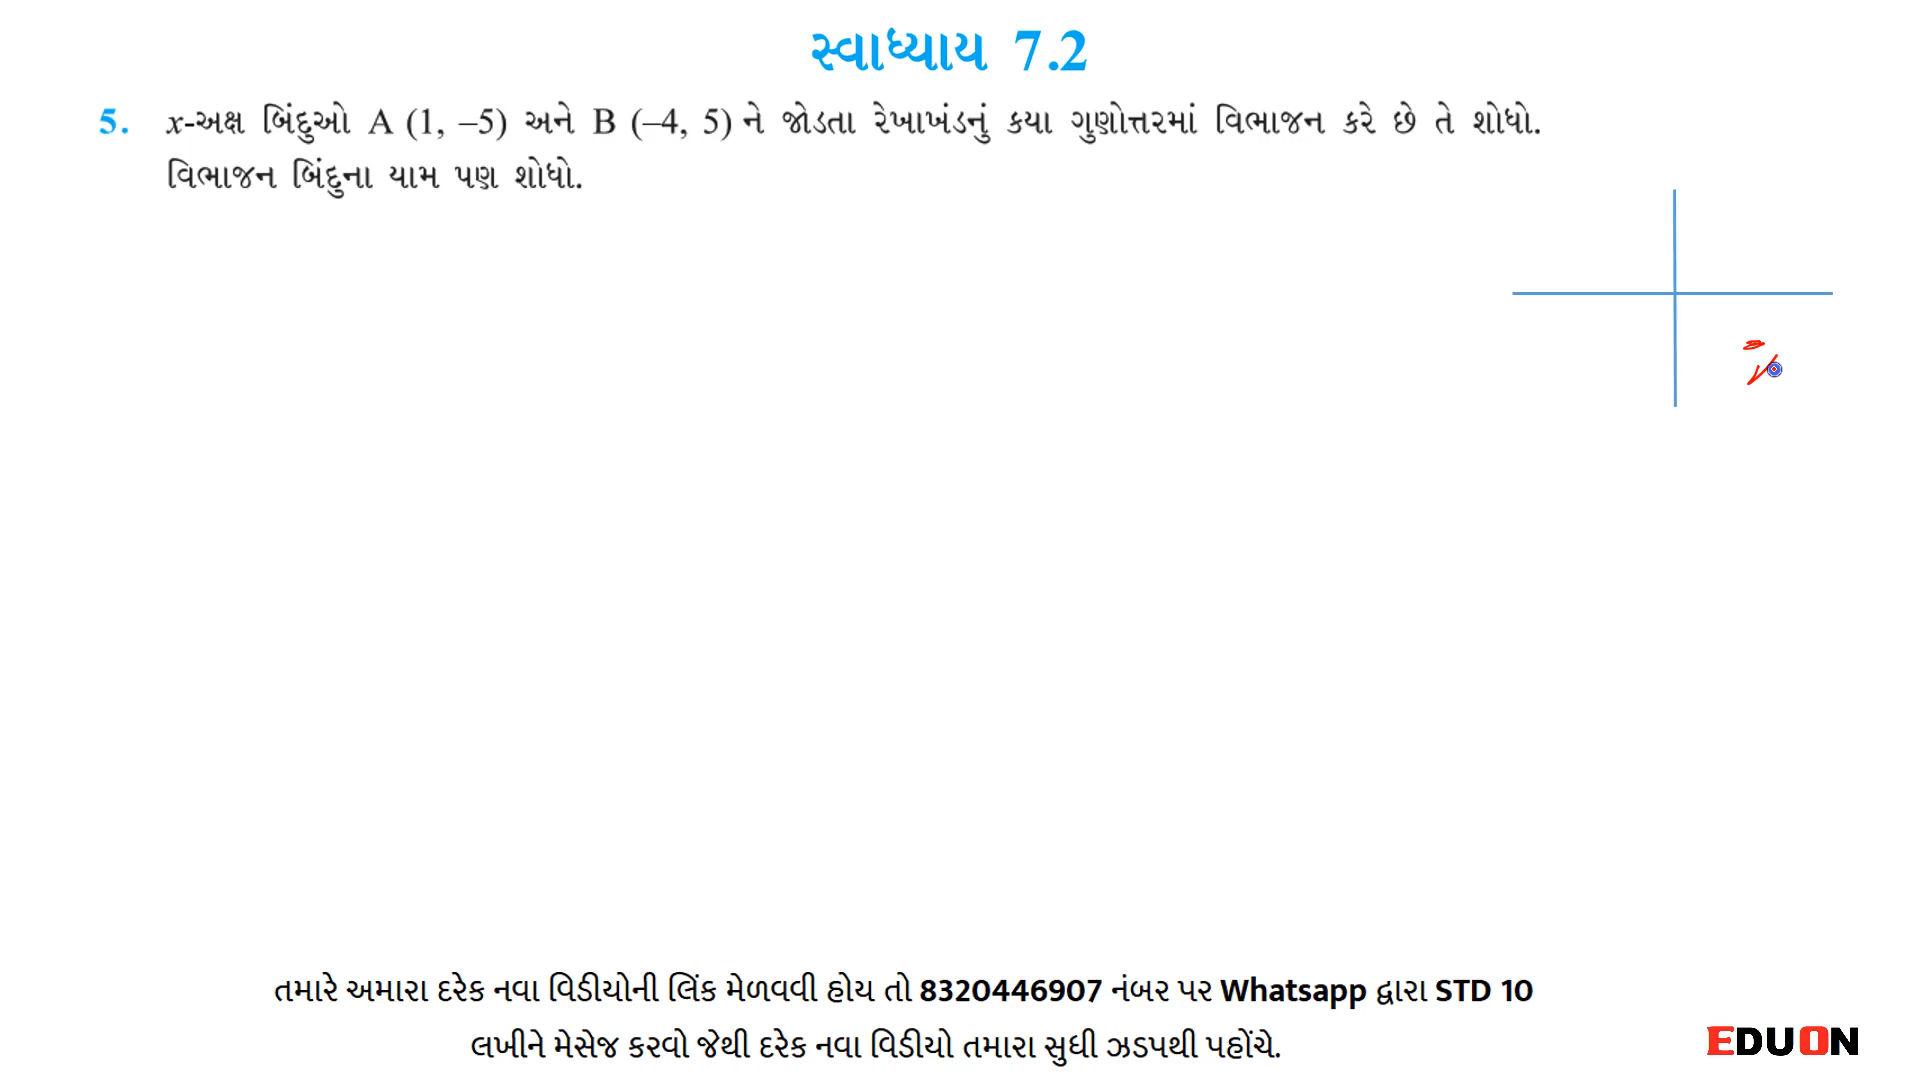 સ્વાધ્યાય 7.2
5. x-અક્ષ બિંદુઓ A (1, –5) અને B (–4, 5) ને જોડતા રેખાખંડનું કયા ગુણોત્તરમાં વિભાજન કરે છે તે શોધો.
વિભાજન બિંદુના યામ પણ શોધો.
તમારે અમારા દરેક નવા વિડીયોની લિંક મેળવવી હોય તો 8320446907 નંબર પર Whatsapp દ્વારા STD 10
લખીને મેસેજ કરવો જેથી દરેક નવા વિડીયો તમારા સુધી ઝડપથી પહોંચે.
EDUON